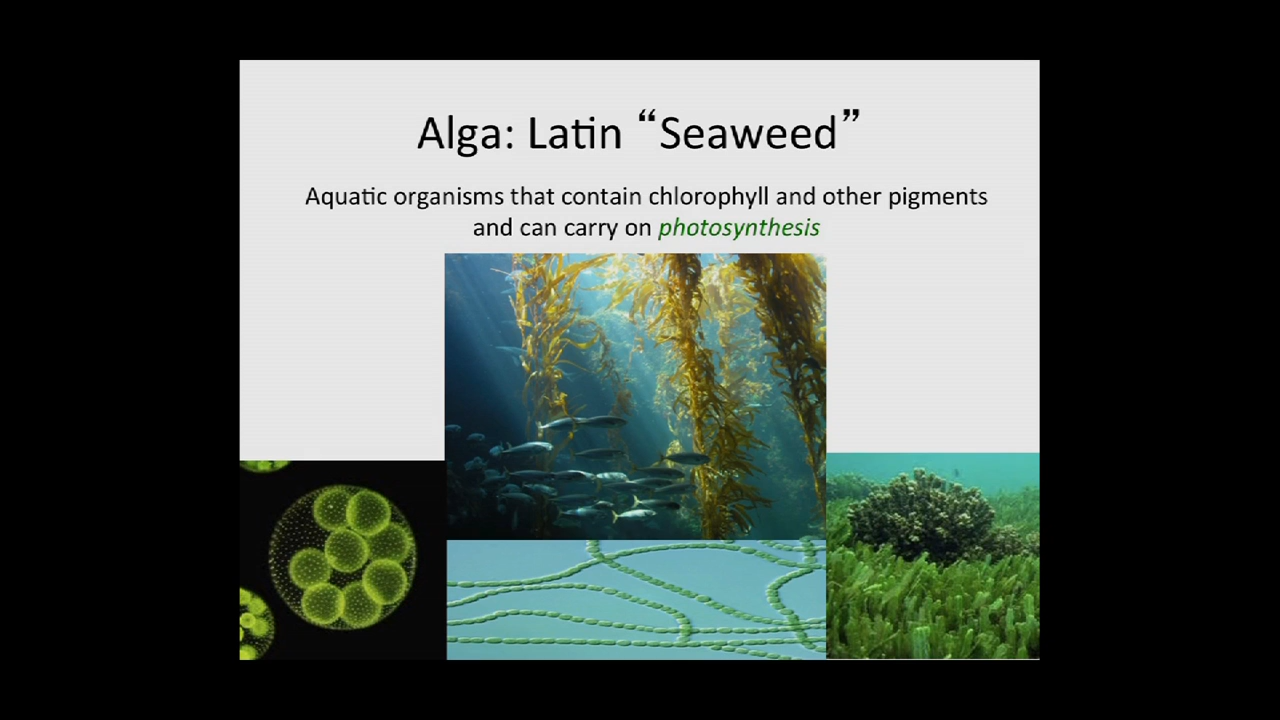 Alga: Latin “Seaweed”
Aquatic organisms that contain chlorophyll and other pigments
and can carry on photosynthesis